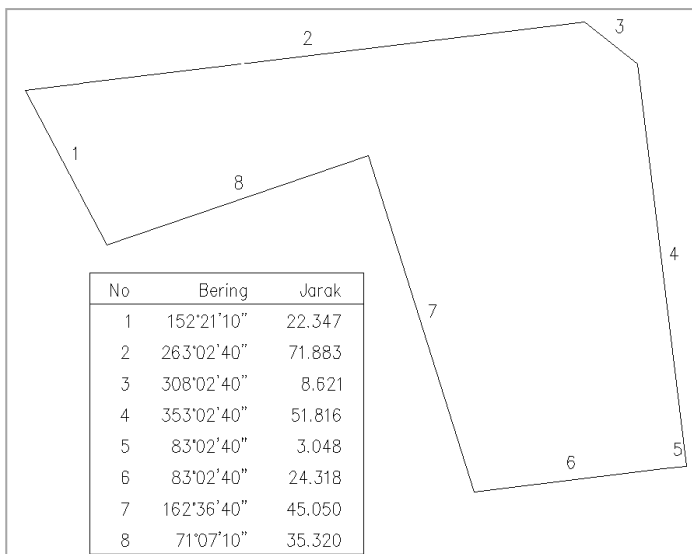 2
3
1
8
4
7
6
5
No Bering Jarak
1 152°21'10" 22.347
2 263°02'40" 71.883
3 308°02'40" 8.621
4 353°02'40" 51.816
5 83°02'40" 3.048
6 83°02'40" 24.318
7 162°36'40" 45.050
8 71°07'10" 35.320